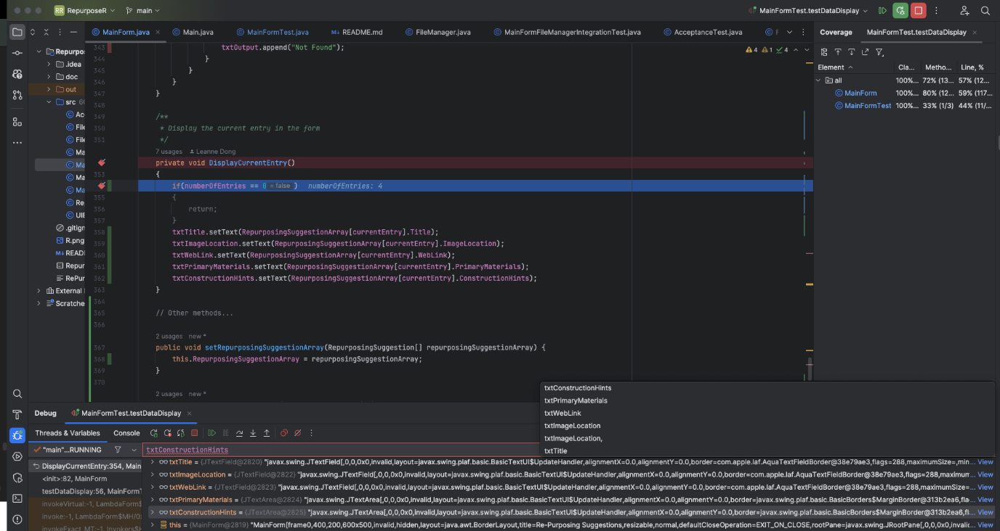 RR RepurposeR main MainFormTest.testDataDisplay
MainForm.java Main.java MainFormTest.java README.md FileManager.java MainFormFileManagerIntegrationTest.java AcceptanceTest.java F
Coverage MainFormTest.testDataDisplay
Element Cla... Metho... Line, %
all 100%... 72% (13... 57% (12...
MainForm 100%... 80% (12... 59% (117...
MainFormTest 100%... 33% (1/3) 44% (11/...
Repurpo
.idea
doc
out
src 60
Ac
File
File
Ma
Ma
Ma
Ma
Re
UIE
.gitign
R.png
READ
Repur
RePur
External
Scratche
4 1 4
343 txtOutput.append("Not Found");
344 }
345 }
346 }
347 }
348
349 /**
350 * Display the current entry in the form
351 */
7 usages Leanne Dong
private void DisplayCurrentEntry()
353 {
if(numberOfEntries == 0 = false ) numberOfEntries: 4
355 {
356 return;
357 }
358 txtTitle.setText(RepurposingSuggestionArray[currentEntry].Title);
359 txtImageLocation.setText(RepurposingSuggestionArray[currentEntry].ImageLocation);
360 txtWebLink.setText(RepurposingSuggestionArray[currentEntry].WebLink);
361 txtPrimaryMaterials.setText(RepurposingSuggestionArray[currentEntry].PrimaryMaterials);
362 txtConstructionHints.setText(RepurposingSuggestionArray[currentEntry].ConstructionHints);
363 }
364
365 // Other methods...
366
2 usages new *
367 public void setRepurposingSuggestionArray(RepurposingSuggestion[] repurposingSuggestionArray) {
368 this.RepurposingSuggestionArray = repurposingSuggestionArray;
369 }
370
2 usages new *
txtConstructionHints
txtPrimaryMaterials
txtWebLink
txtImageLocation
txtImageLocation,
txtTitle
Debug MainFormTest.testDataDisplay
Threads & Variables Console
"main"...RUNNING
DisplayCurrentEntry:354, Main
<init>:82, MainForm
testDataDisplay:56, MainFormT
invokeVirtual:-1, LambdaForm$
invoke:-1, LambdaForm$MH/0
invokeExact_MT:-1, Invokers$
txtConstructionHints
txtTitle = {JTextField@2820} "javax.swing.JTextField[,0,0,0x0,invalid,layout=javax.swing.plaf.basic.BasicTextUI$UpdateHandler,alignmentX=0.0,alignmentY=0.0,border=com.apple.laf.AquaTextFieldBorder@38e79ae3,flags=288,maximumSize=,min... View
txtImageLocation = {JTextField@2822} "javax.swing.JTextField[,0,0,0x0,invalid,layout=javax.swing.plaf.basic.BasicTextUI$UpdateHandler,alignmentX=0.0,alignmentY=0.0,border=com.apple.laf.AquaTextFieldBorder@38e79ae3,flags=288,maximum... View
txtWebLink = {JTextField@2823} "javax.swing.JTextField[,0,0,0x0,invalid,layout=javax.swing.plaf.basic.BasicTextUI$UpdateHandler,alignmentX=0.0,alignmentY=0.0,border=com.apple.laf.AquaTextFieldBorder@38e79ae3,flags=288,maximumSize=... View
txtPrimaryMaterials = {JTextArea@2824} "javax.swing.JTextArea[,0,0,0x0,invalid,layout=javax.swing.plaf.basic.BasicTextUI$UpdateHandler,alignmentX=0.0,alignmentY=0.0,border=javax.swing.plaf.basic.BasicBorders$MarginBorder@313b2ea6,fla... View
txtConstructionHints = {JTextArea@2825} "javax.swing.JTextArea[,0,0,0x0,invalid,layout=javax.swing.plaf.basic.BasicTextUI$UpdateHandler,alignmentX=0.0,alignmentY=0.0,border=javax.swing.plaf.basic.BasicBorders$MarginBorder@313b2ea6,fl... View
this = {MainForm@2819} "MainForm[frame0,400,200,600x500,invalid,hidden,layout=java.awt.BorderLayout,title=Re-Purposing Suggestions,resizable,normal,defaultCloseOperation=EXIT_ON_CLOSE,rootPane=javax.swing.JRootPane[,0,0,0x0,invalid... View